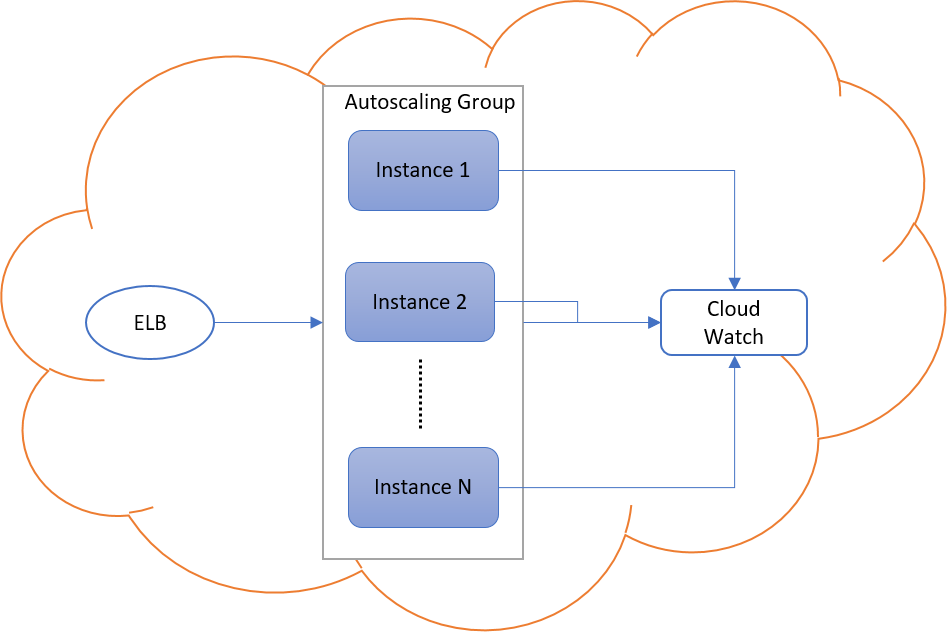 Autoscaling Group
Instance 1
Instance 2
ELB
Cloud
Watch
Instance N